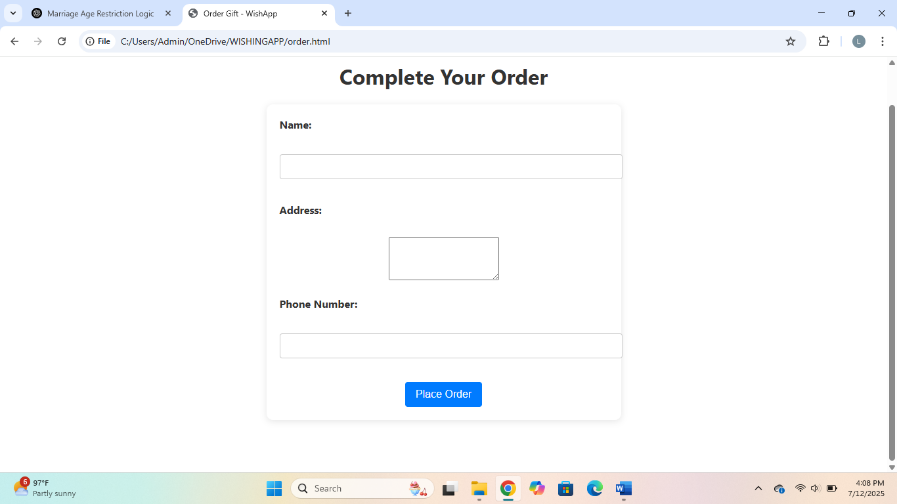 Marriage Age Restriction Logic
Order Gift - WishApp
File
C:/Users/Admin/OneDrive/WISHINGAPP/order.html
L
Complete Your Order
Name:
Address:
Phone Number:
Place Order
6
97°F
Partly sunny
Search
4:08 PM
7/12/2025